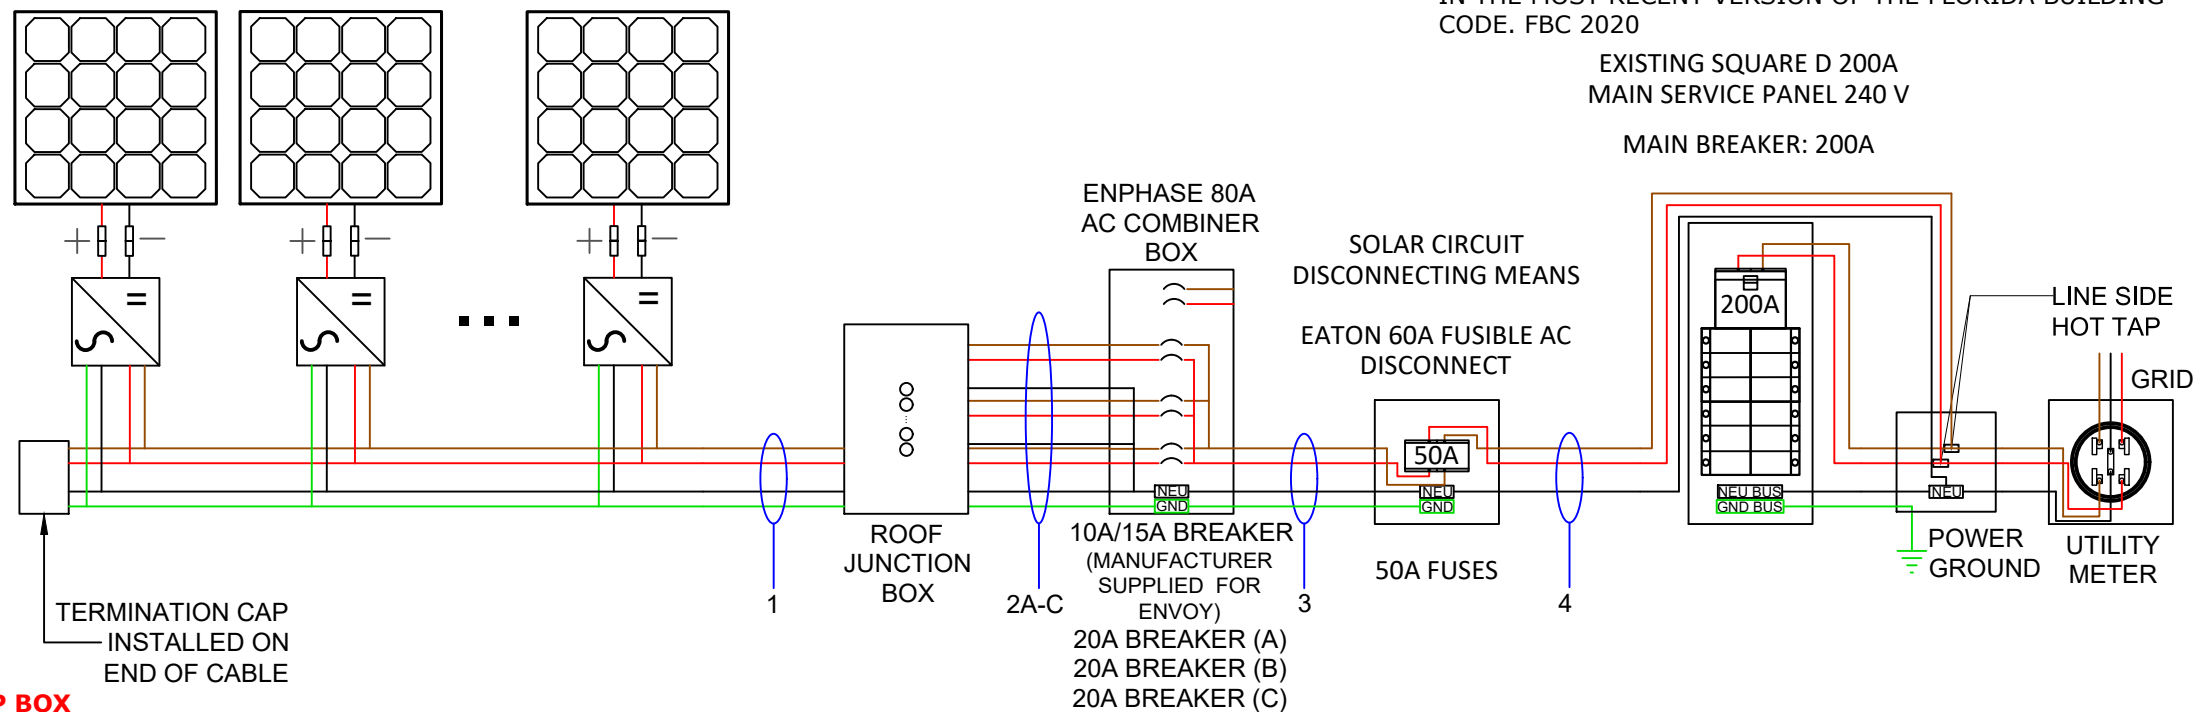 CODE. FBC 2020
EXISTING SQUARE D 200A
MAIN SERVICE PANEL 240 V
MAIN BREAKER: 200A
ENPHASE 80A
AC COMBINER
BOX
SOLAR CIRCUIT
DISCONNECTING MEANS
EATON 60A FUSIBLE AC
DISCONNECT
200A
LINE SIDE
HOT TAP
GRID
50A
NEU
GND
NEU
GND
NEU BUS
GND BUS
NEU
ROOF
JUNCTION
BOX
10A/15A BREAKER
(MANUFACTURER
SUPPLIED FOR
ENVOY)
20A BREAKER (A)
20A BREAKER (B)
20A BREAKER (C)
50A FUSES
POWER
GROUND
UTILITY
METER
1
2A-C
3
4
TERMINATION CAP
INSTALLED ON
END OF CABLE
BOX